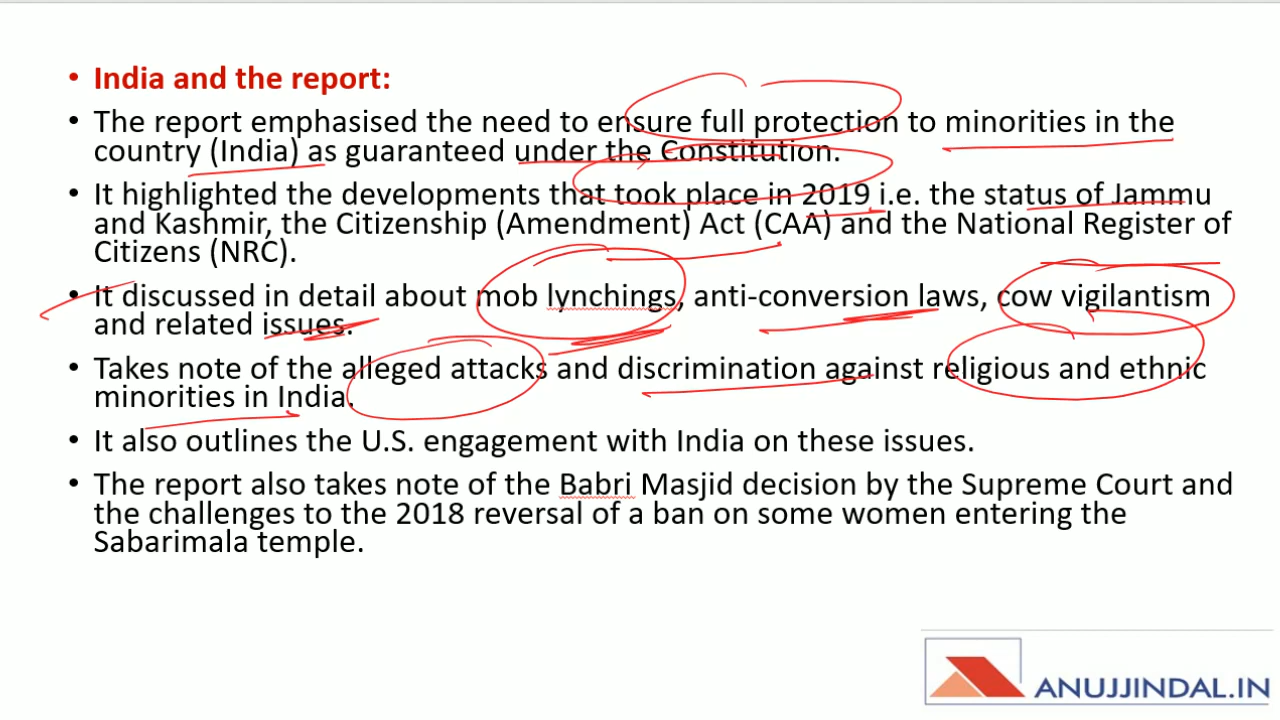 • India and the report:
• The report emphasised the need to ensure full protection to minorities in the
country (India) as guaranteed under the Constitution.
• It highlighted the developments that took place in 2019 i.e. the status of Jammu
and Kashmir, the Citizenship (Amendment) Act (CAA) and the National Register of
Citizens (NRC).
• It discussed in detail about mob lynchings, anti-conversion laws, cow vigilantism
and related issues.
• Takes note of the alleged attacks and discrimination against religious and ethnic
minorities in India.
• It also outlines the U.S. engagement with India on these issues.
• The report also takes note of the Babri Masjid decision by the Supreme Court and
the challenges to the 2018 reversal of a ban on some women entering the
Sabarimala temple.
ANUJJINDAL.IN